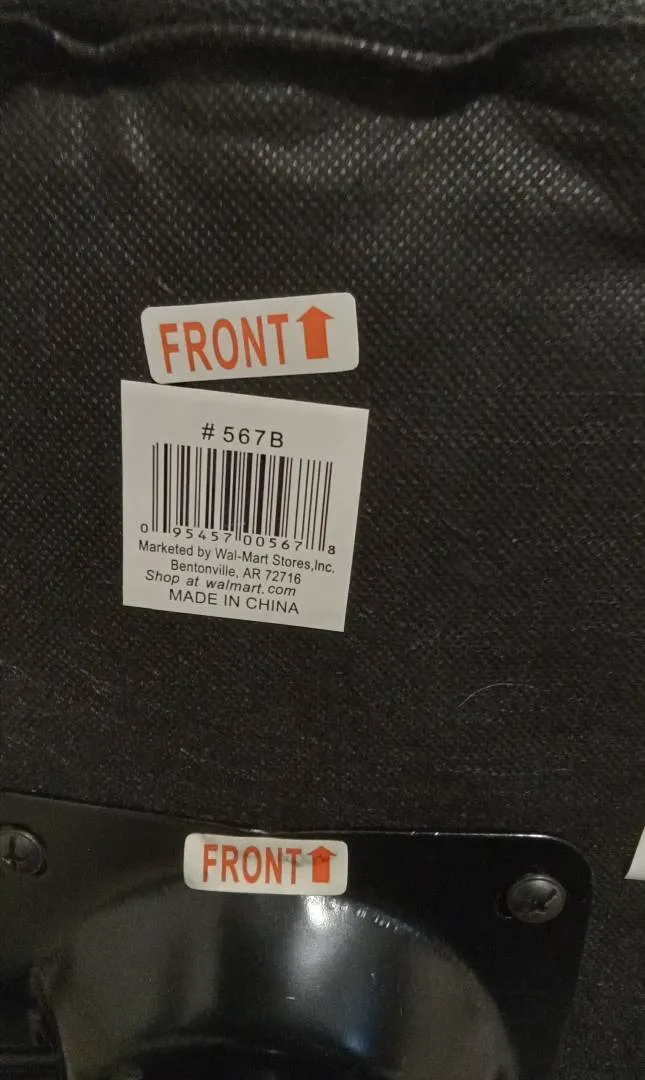 FRONT
# 567B
0 95457 00567 8
Marketed by Wal-Mart Stores,Inc.
Bentonville, AR 72716
Shop at walmart.com
MADE IN CHINA
FRONT